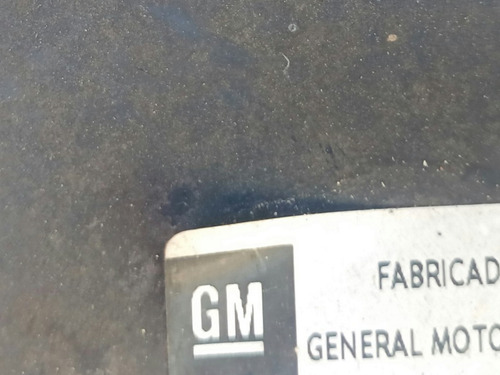 GM
FABRICAD
GENERAL MOTO